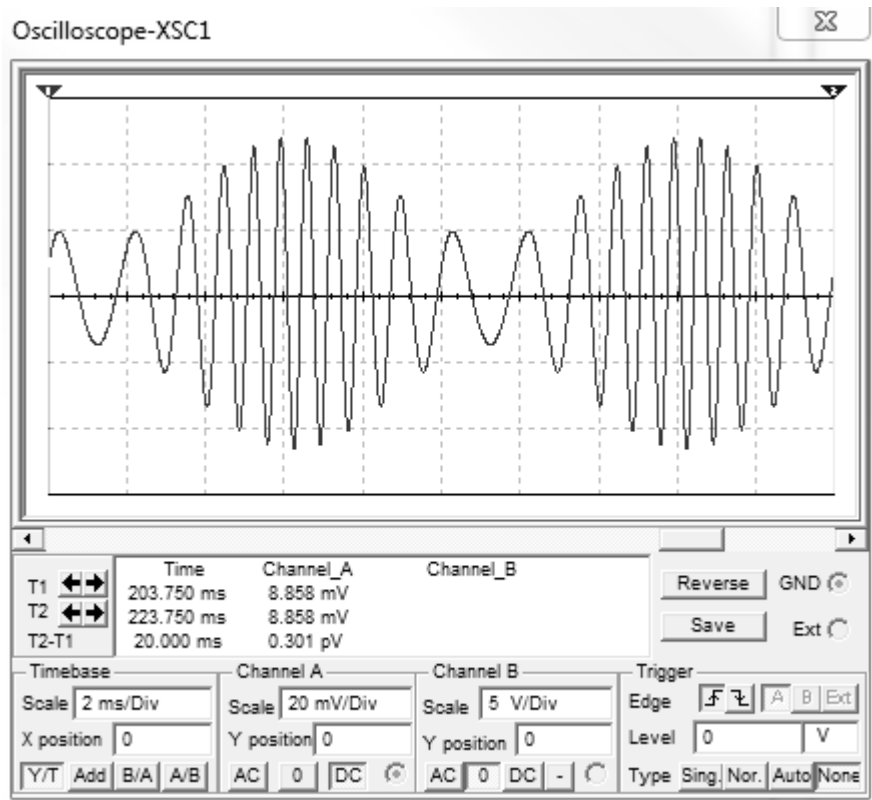 Oscilloscope-XSC1
1 2
Time Channel_A Channel_B
T1 203.750 ms 8.858 mV
T2 223.750 ms 8.858 mV
T2-T1 20.000 ms 0.301 pV
Reverse GND
Save Ext
Timebase Channel A Channel B Trigger
Scale 2 ms/Div Scale 20 mV/Div Scale 5 V/Div Edge A B Ext
X position 0 Y position 0 Y position 0 Level 0 V
Y/T Add B/A A/B AC 0 DC AC 0 DC - Type Sing. Nor. Auto None